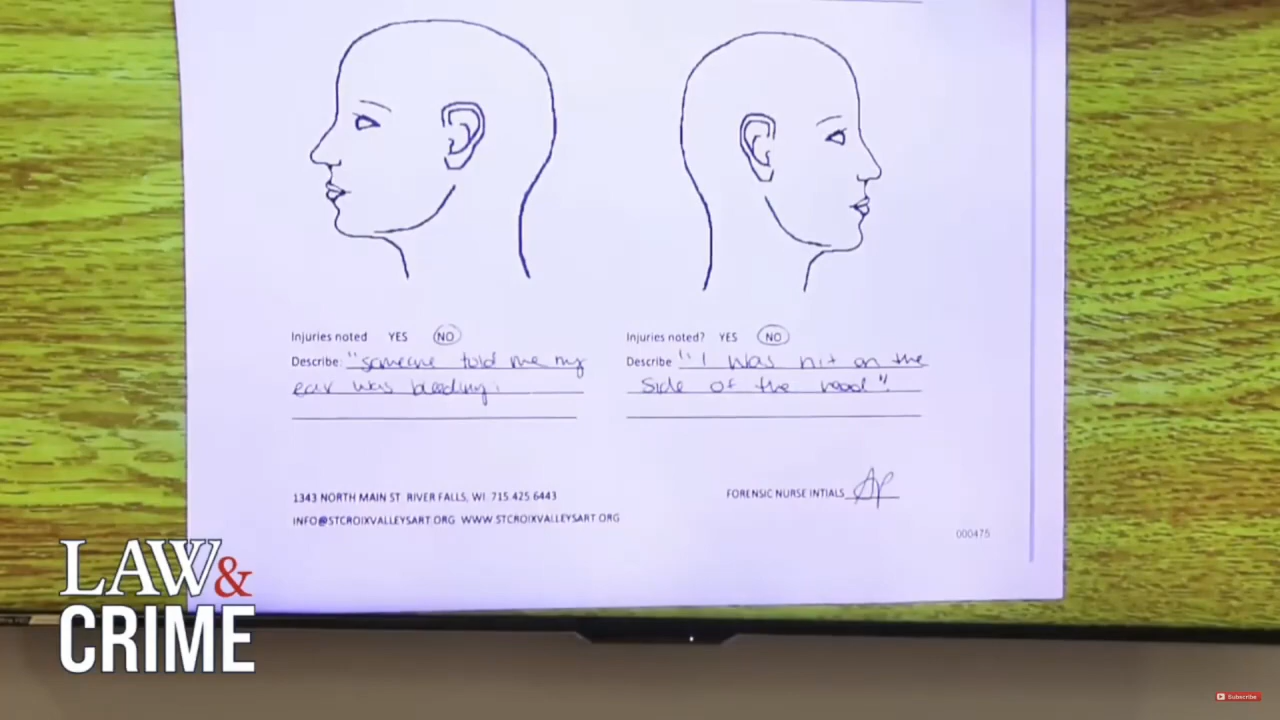 Injuries noted YES NO
Describe: "someone told me my
ear was bleeding.
Injuries noted? YES NO
Describe "I was hit on the
side of the road".
1343 NORTH MAIN ST RIVER FALLS, WI 715 425 6443
INFO@STCROIXVALLEYSART.ORG WWW STCROIXVALLEYSART ORG
FORENSIC NURSE INTIALS AP
000475
LAW&
CRIME
Subscribe